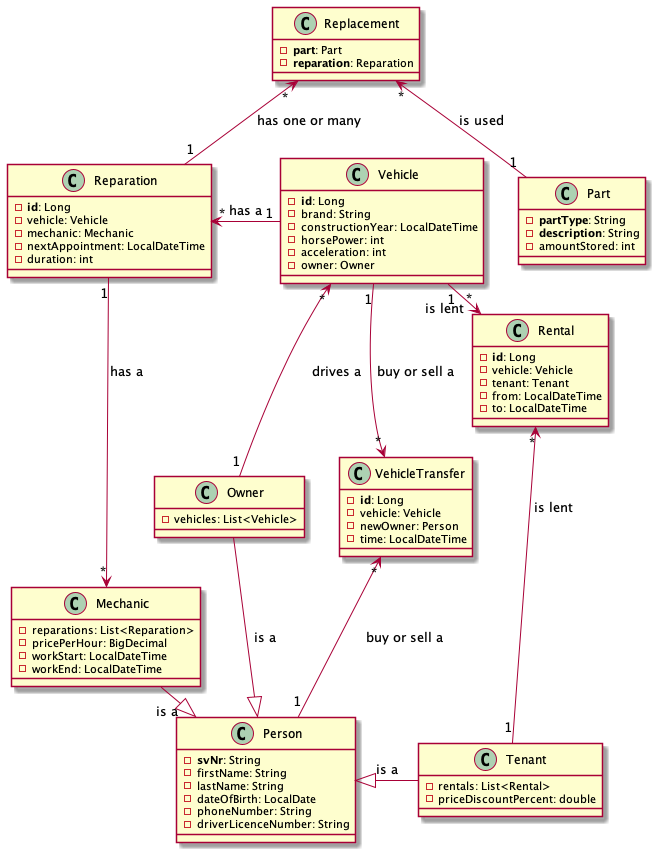 C Replacement
part: Part
reparation: Reparation
*
*
has one or many
is used
1
1
C Reparation
id: Long
vehicle: Vehicle
mechanic: Mechanic
nextAppointment: LocalDateTime
duration: int
C Vehicle
id: Long
brand: String
constructionYear: LocalDateTime
horsePower: int
acceleration: int
owner: Owner
C Part
partType: String
description: String
amountStored: int
* has a 1
1
*
1
1 *
is lent
C Rental
id: Long
vehicle: Vehicle
tenant: Tenant
from: LocalDateTime
to: LocalDateTime
has a
drives a
buy or sell a
*
*
1
C Owner
vehicles: List<Vehicle>
C VehicleTransfer
id: Long
vehicle: Vehicle
newOwner: Person
time: LocalDateTime
is lent
*
*
C Mechanic
reparations: List<Reparation>
pricePerHour: BigDecimal
workStart: LocalDateTime
workEnd: LocalDateTime
is a
buy or sell a
is a
1
1
C Person
svNr: String
firstName: String
lastName: String
dateOfBirth: LocalDate
phoneNumber: String
driverLicenceNumber: String
is a
C Tenant
rentals: List<Rental>
priceDiscountPercent: double